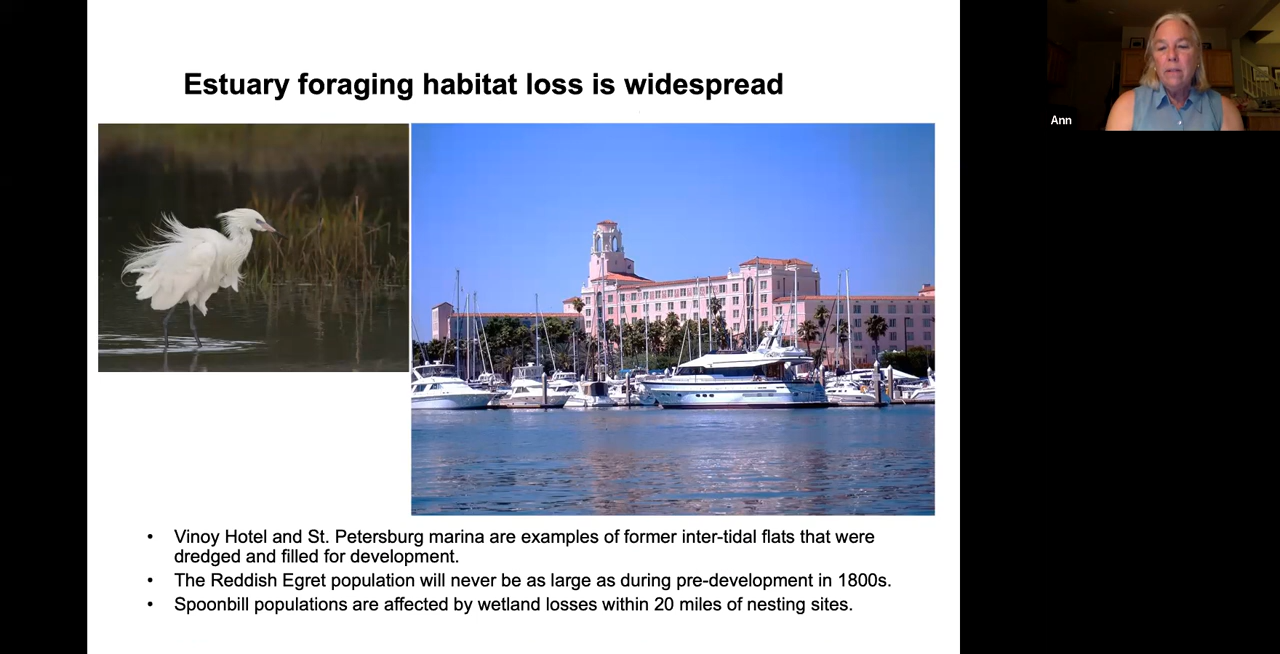 Estuary foraging habitat loss is widespread
Ann
• Vinoy Hotel and St. Petersburg marina are examples of former inter-tidal flats that were
dredged and filled for development.
• The Reddish Egret population will never be as large as during pre-development in 1800s.
• Spoonbill populations are affected by wetland losses within 20 miles of nesting sites.